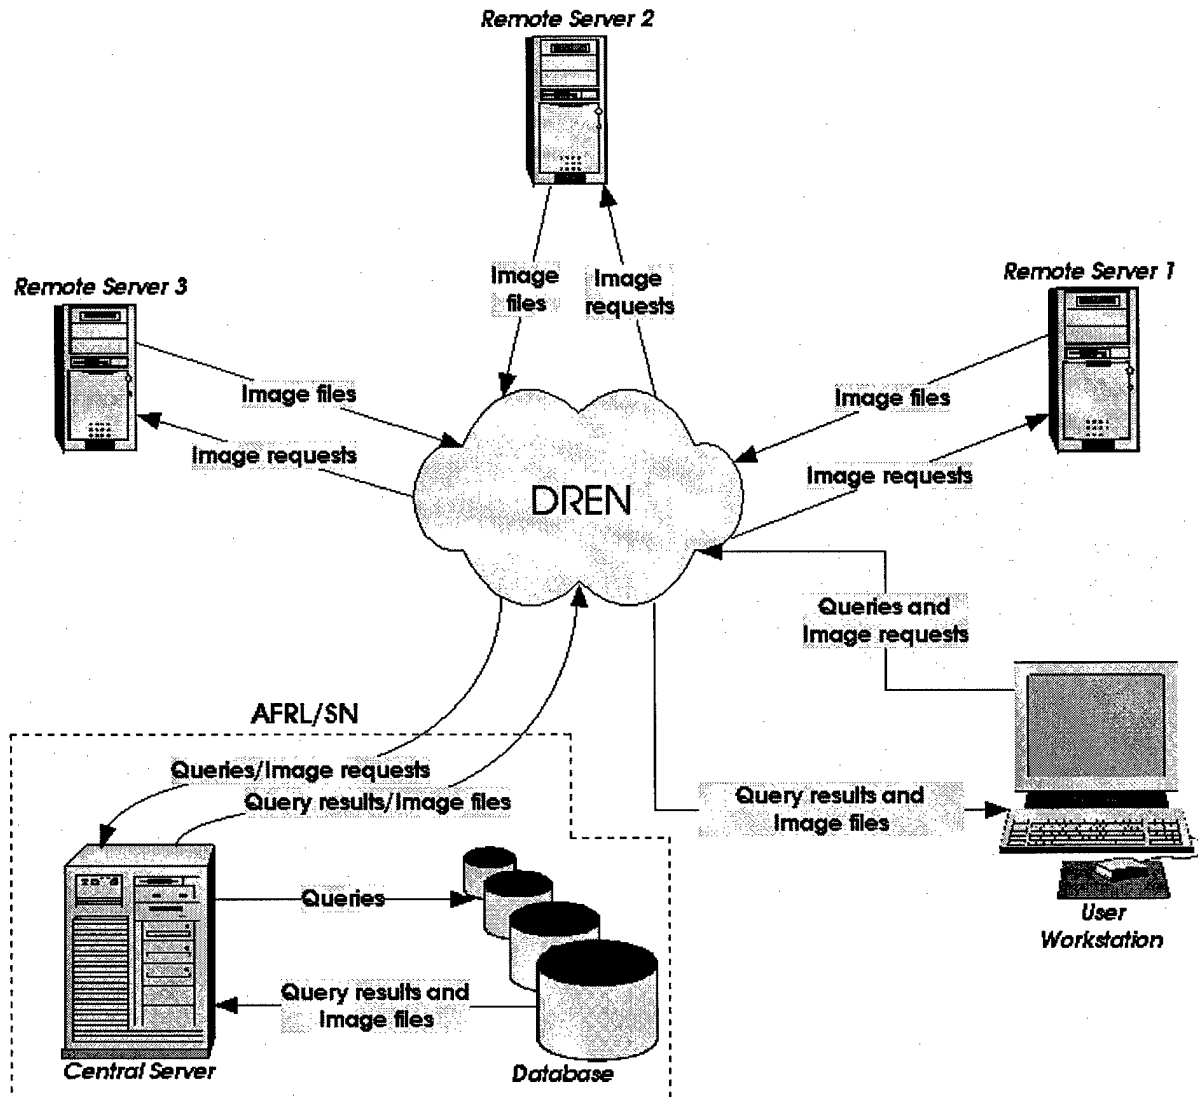 Remote Server 2
Image
files
Image
requests
Remote Server 3
Remote Server 1
Image files
Image requests
Image files
Image requests
DREN
Queries and
Image requests
AFRL/SN
Queries/Image requests
Query results/Image files
Query results and
Image files
Queries
Query results and
Image files
User
Workstation
Central Server
Database